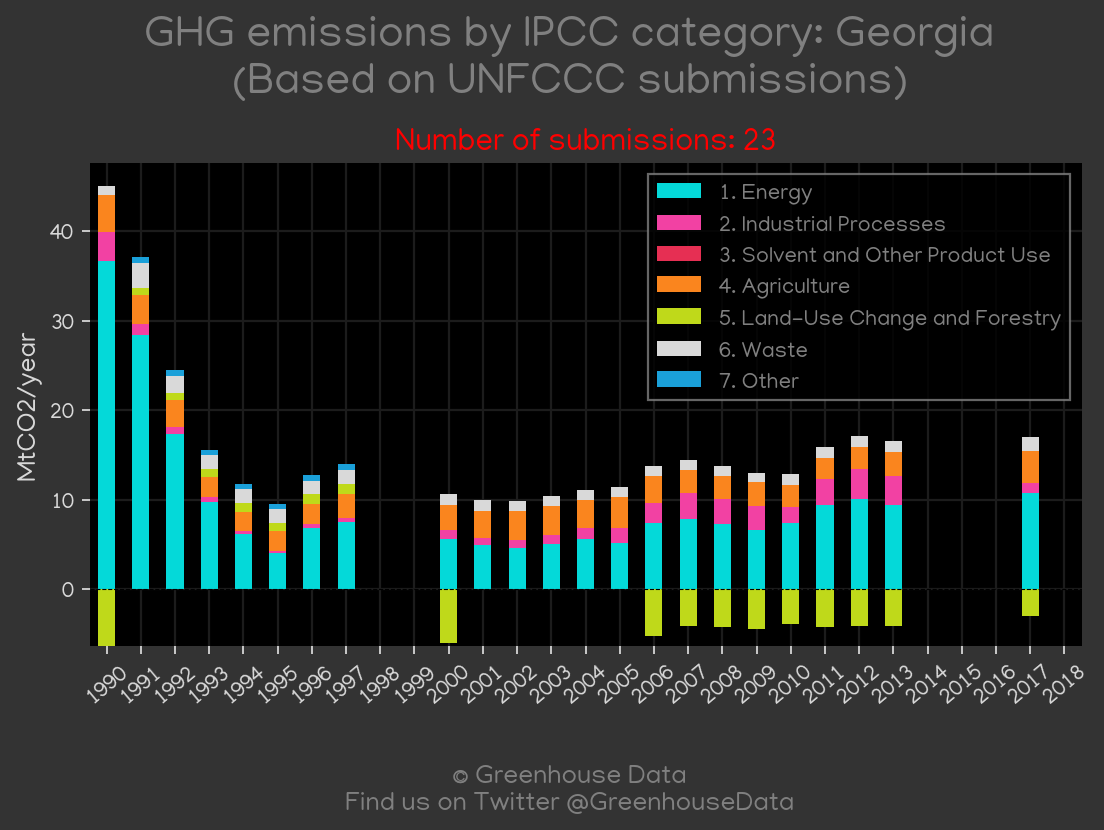 GHG emissions by IPCC category: Georgia
(Based on UNFCCC submissions)
Number of submissions: 23
1. Energy
2. Industrial Processes
3. Solvent and Other Product Use
4. Agriculture
5. Land-Use Change and Forestry
6. Waste
7. Other
MtCO2/year
40
30
20
10
0
1990 1991 1992 1993 1994 1995 1996 1997 1998 1999 2000 2001 2002 2003 2004 2005 2006 2007 2008 2009 2010 2011 2012 2013 2014 2015 2016 2017 2018
© Greenhouse Data
Find us on Twitter @GreenhouseData